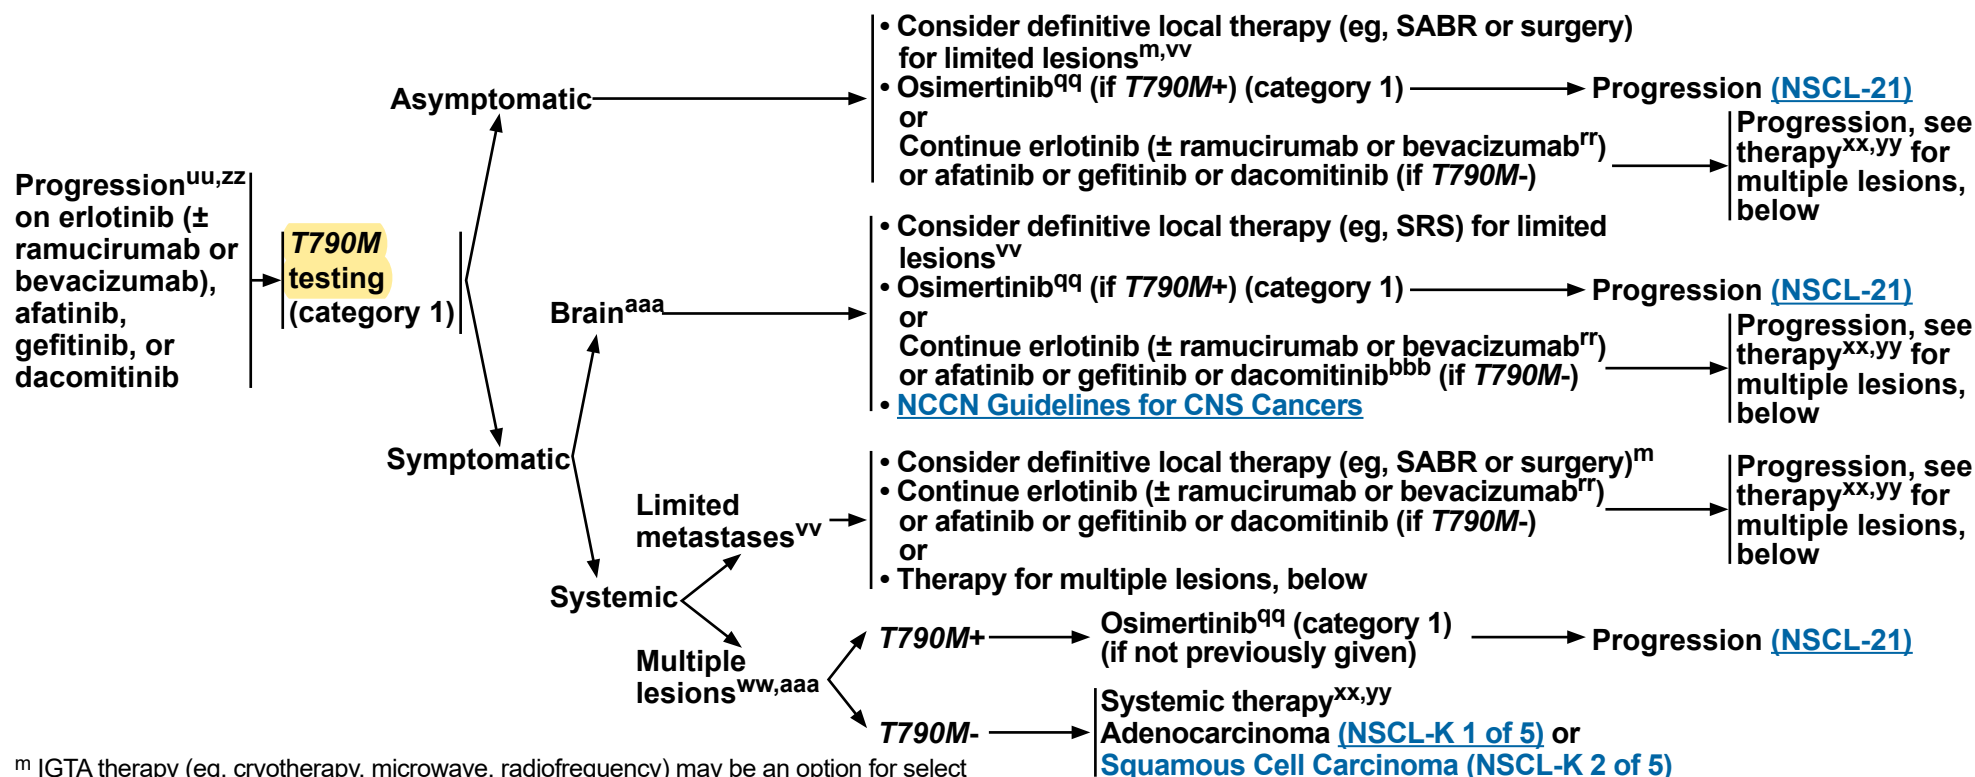 Progressionuu,zz
on erlotinib (±
ramucirumab or
bevacizumab),
afatinib,
gefitinib, or
dacomitinib
T790M
testing
(category 1)
Asymptomatic
• Consider definitive local therapy (eg, SABR or surgery)
for limited lesionsm,vv
• Osimertinibqq (if T790M+) (category 1)
or
Continue erlotinib (± ramucirumab or bevacizumabrr)
or afatinib or gefitinib or dacomitinib (if T790M-)
Progression (NSCL-21)
Progression, see
therapyxx,yy for
multiple lesions,
below
Symptomatic
Brainaaa
• Consider definitive local therapy (eg, SRS) for limited
lesionsvv
• Osimertinibqq (if T790M+) (category 1)
or
Continue erlotinib (± ramucirumab or bevacizumabrr)
or afatinib or gefitinib or dacomitinibbbb (if T790M-)
• NCCN Guidelines for CNS Cancers
Progression (NSCL-21)
Progression, see
therapyxx,yy for
multiple lesions,
below
Systemic
Limited
metastasesvv
• Consider definitive local therapy (eg, SABR or surgery)m
• Continue erlotinib (± ramucirumab or bevacizumabrr)
or afatinib or gefitinib or dacomitinib (if T790M-)
or
• Therapy for multiple lesions, below
Progression, see
therapyxx,yy for
multiple lesions,
below
Multiple
lesionsww,aaa
T790M+
Osimertinibqq (category 1)
(if not previously given)
Progression (NSCL-21)
T790M-
Systemic therapyxx,yy
Adenocarcinoma (NSCL-K 1 of 5) or
Squamous Cell Carcinoma (NSCL-K 2 of 5)
m IGTA therapy (eg, cryotherapy, microwave, radiofrequency) may be an option for select